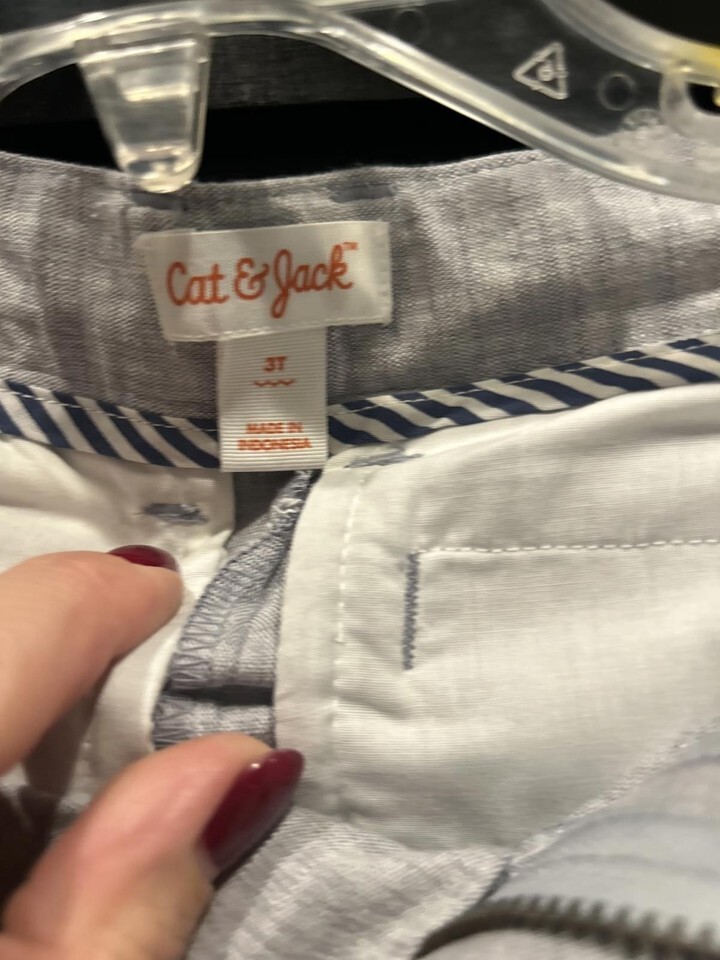 Cat & Jack™
3T
MADE IN
INDONESIA